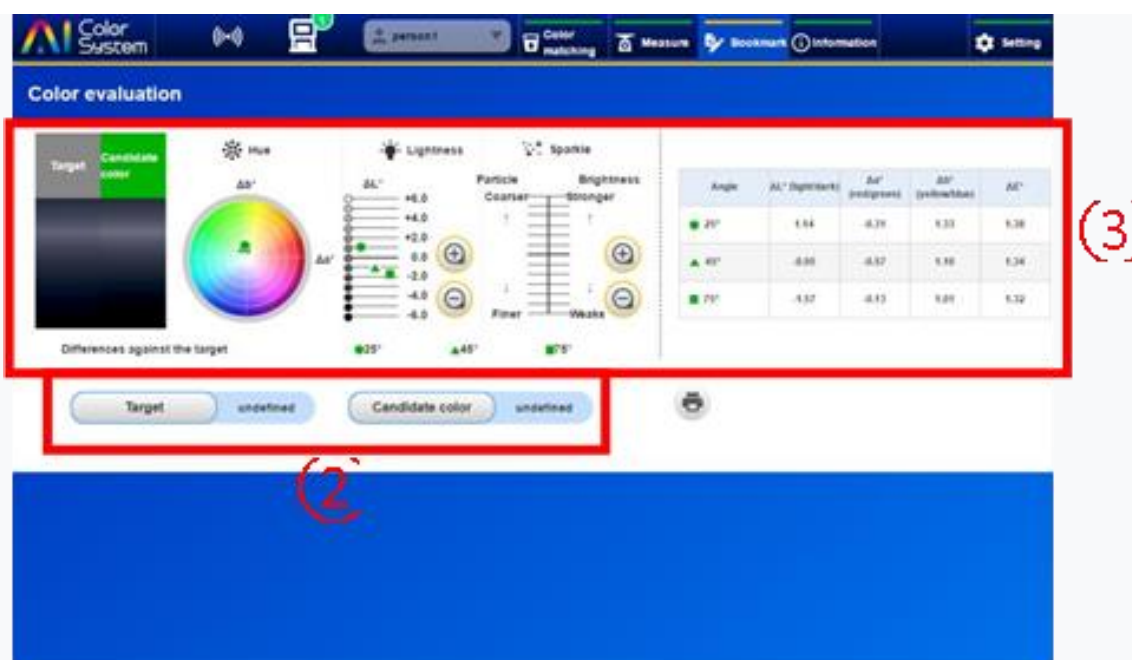 AI Color System
person1
Color matching
Measure
Bookmark
Information
Setting
Color evaluation
Target
Candidate color
Hue
Lightness
Sparkle
Δb*
Δa*
ΔL*
+6.0
+4.0
+2.0
0.0
-2.0
-4.0
-6.0
Particle
Coarser
Finer
Brightness
Stronger
Weake
Differences against the target
25°
45°
75°
Angle
ΔL* (light/dark)
Δa* (red/green)
Δb* (yellow/blue)
ΔE*
25°
45°
75°
(3)
Target
undefined
Candidate color
undefined
(2)